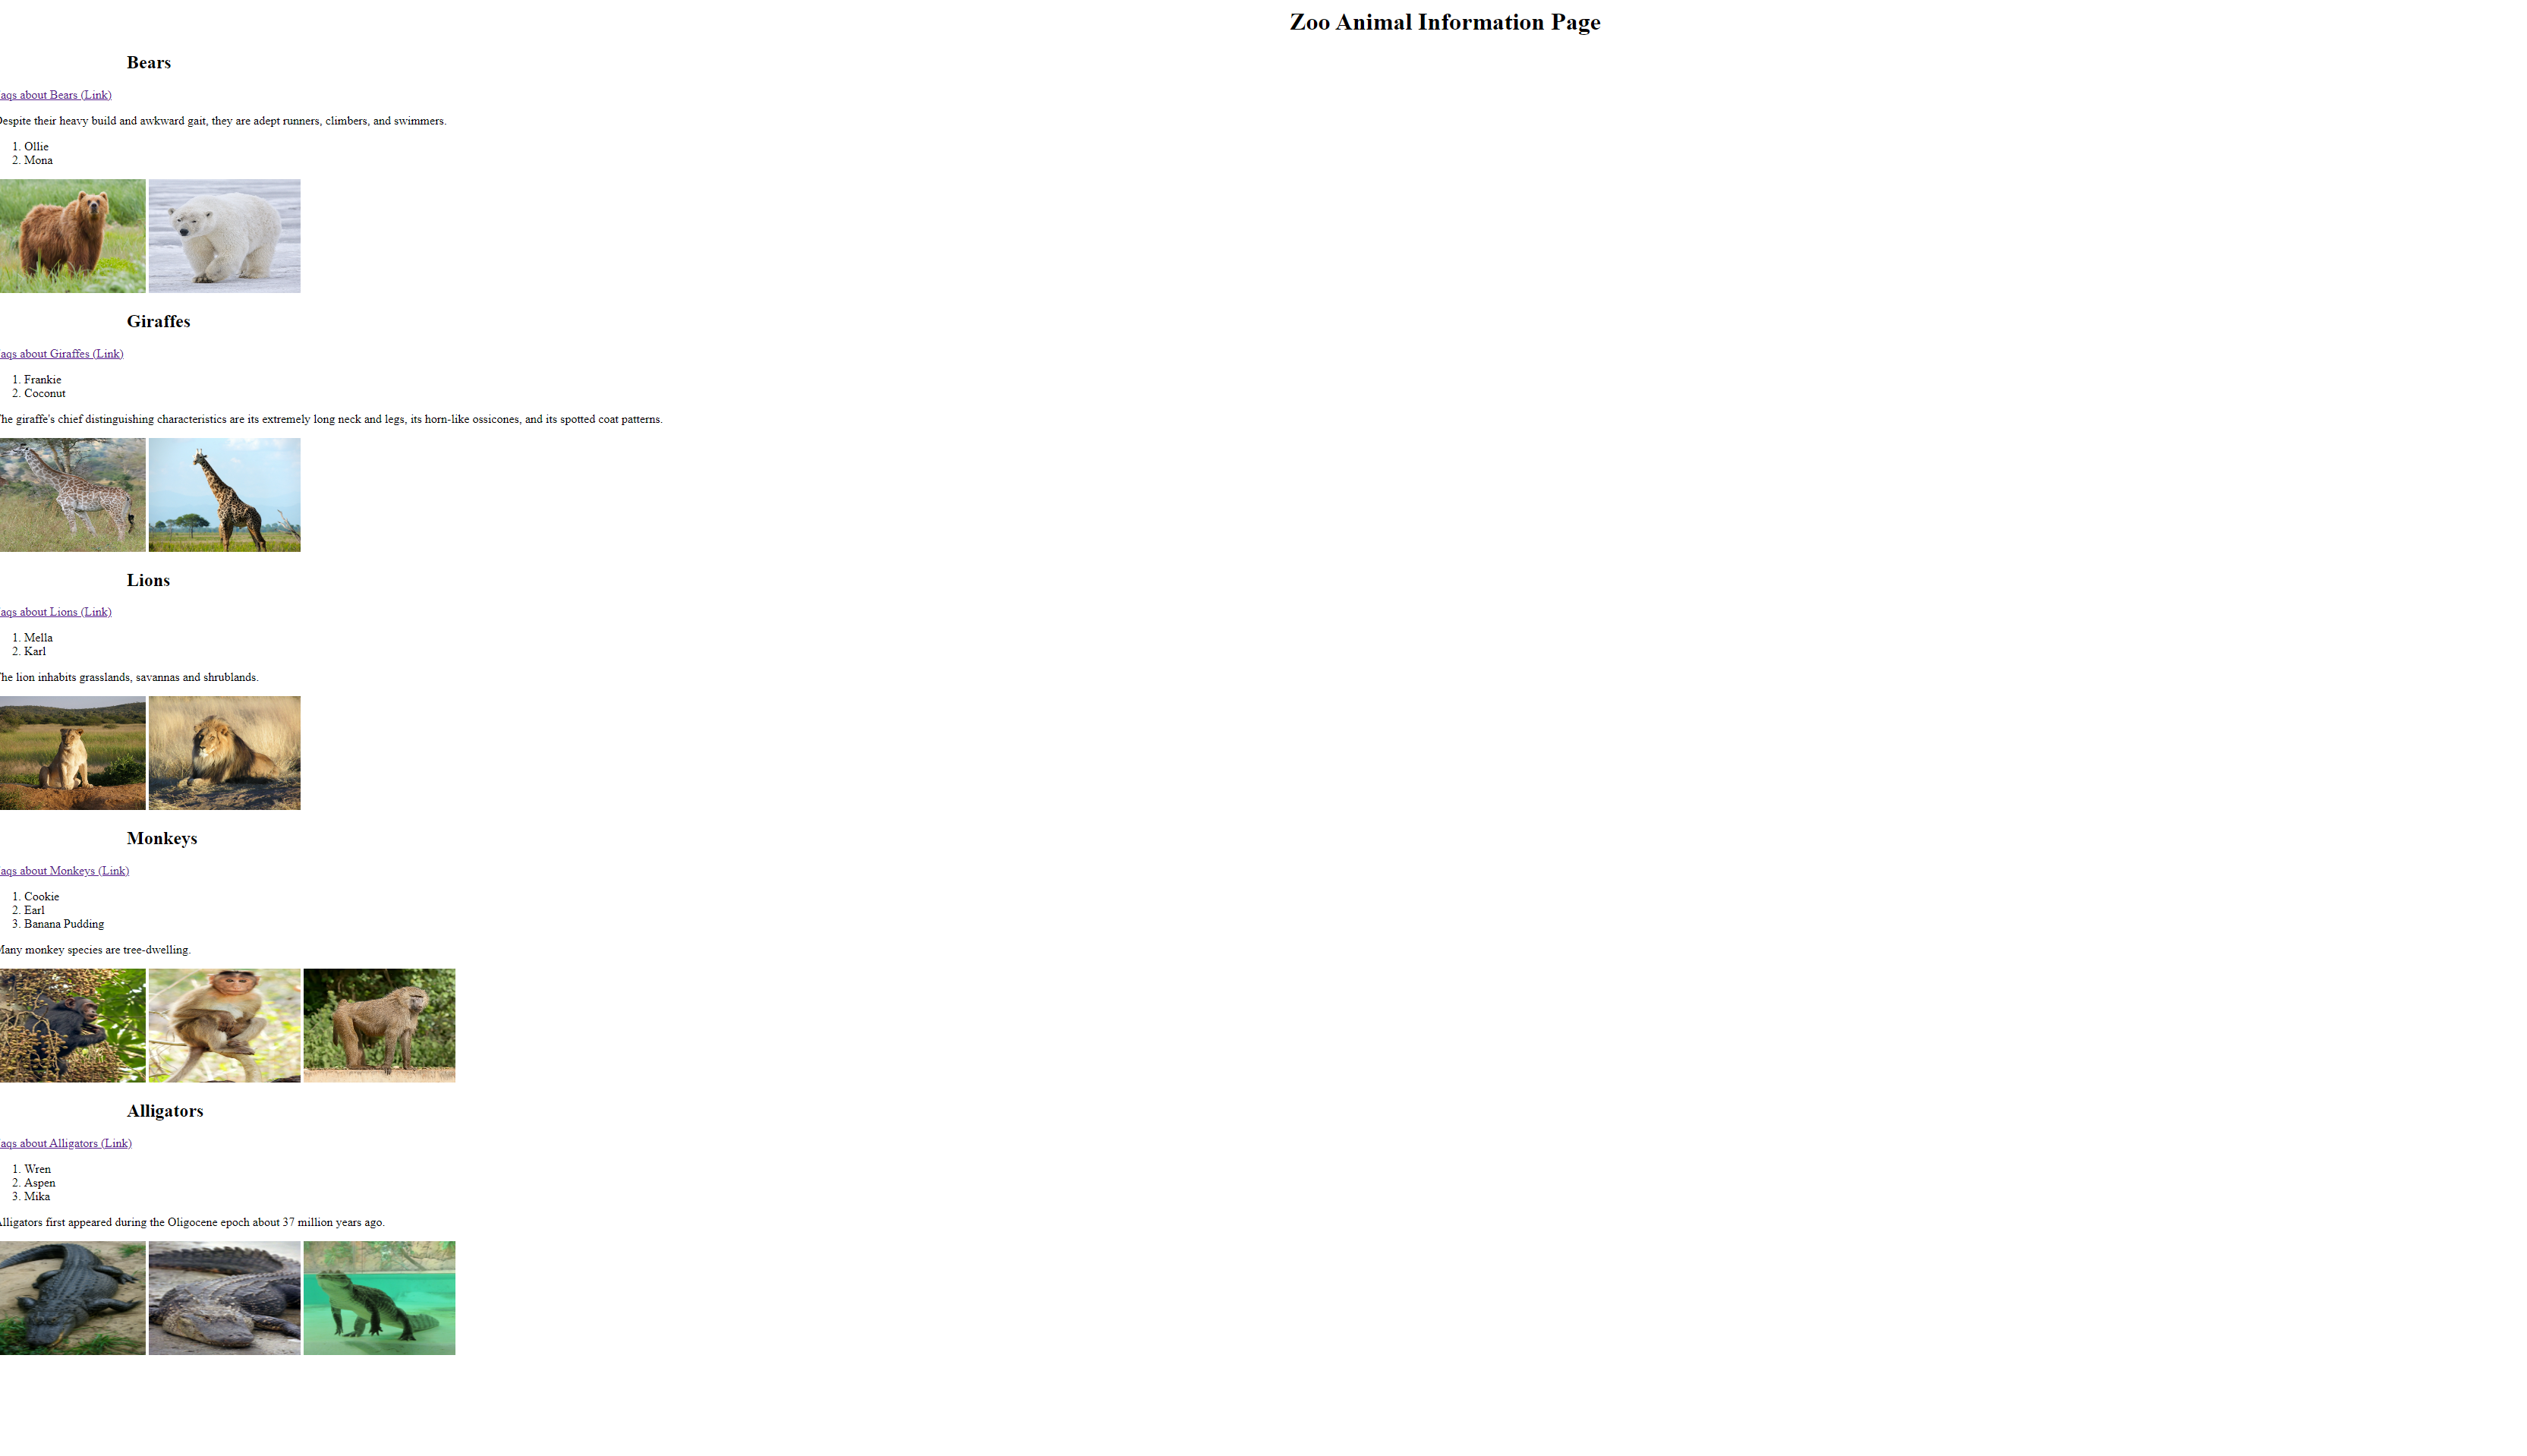 Zoo Animal Information Page
Bears
aqs about Bears (Link)
Despite their heavy build and awkward gait, they are adept runners, climbers, and swimmers.
1. Ollie
2. Mona
Giraffes
aqs about Giraffes (Link)
1. Frankie
2. Coconut
The giraffe's chief distinguishing characteristics are its extremely long neck and legs, its horn-like ossicones, and its spotted coat patterns.
Lions
aqs about Lions (Link)
1. Mella
2. Karl
The lion inhabits grasslands, savannas and shrublands.
Monkeys
aqs about Monkeys (Link)
1. Cookie
2. Earl
3. Banana Pudding
Many monkey species are tree-dwelling.
Alligators
aqs about Alligators (Link)
1. Wren
2. Aspen
3. Mika
Alligators first appeared during the Oligocene epoch about 37 million years ago.